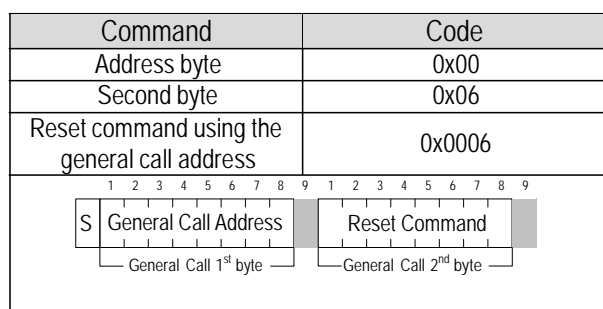 Command Code
Address byte 0x00
Second byte 0x06
Reset command using the
general call address 0x0006
1 2 3 4 5 6 7 8 9 1 2 3 4 5 6 7 8 9
S General Call Address Reset Command
General Call 1st byte General Call 2nd byte